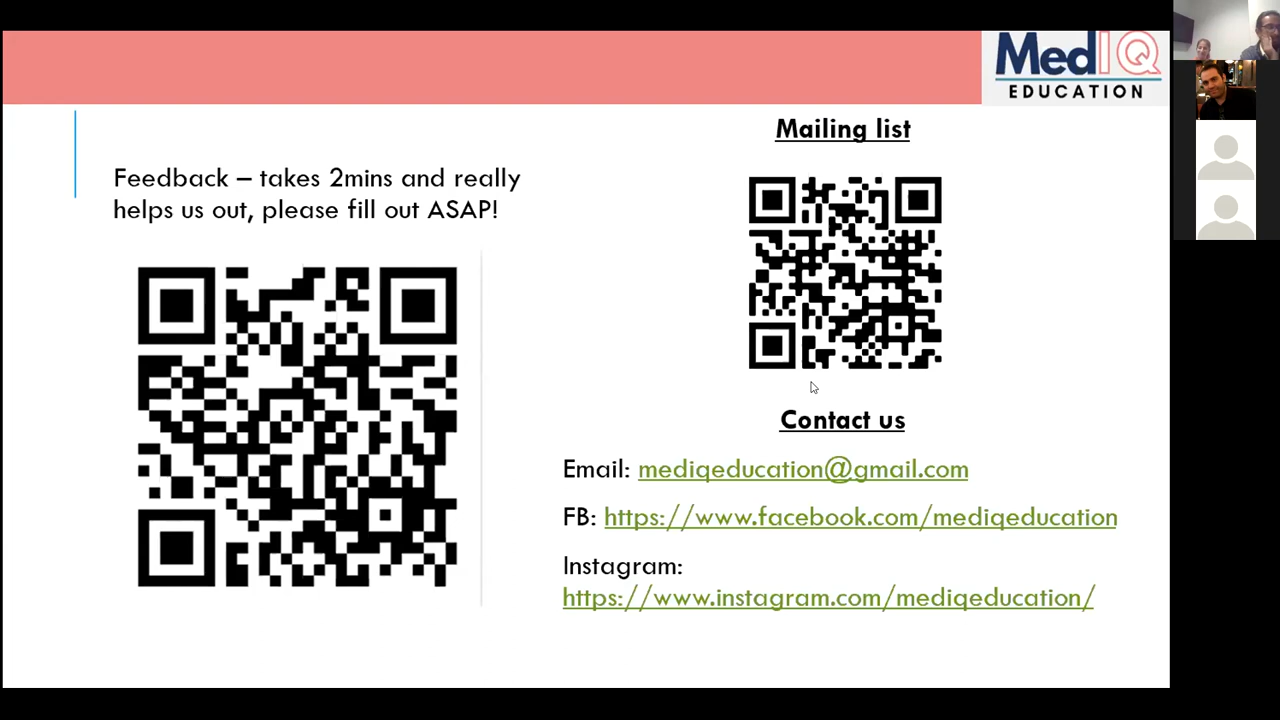 MedIQ
EDUCATION
Mailing list
Feedback – takes 2mins and really
helps us out, please fill out ASAP!
Contact us
Email: mediqeducation@gmail.com
FB: https://www.facebook.com/mediqeducation
Instagram:
https://www.instagram.com/mediqeducation/